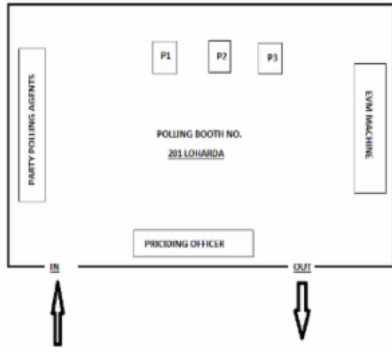 P1
P2
P3
PARTY POLLING AGENTS
EVM MACHINE
POLLING BOOTH NO.
201 LOHARDA
PRICIDING OFFICER
IN
OUT